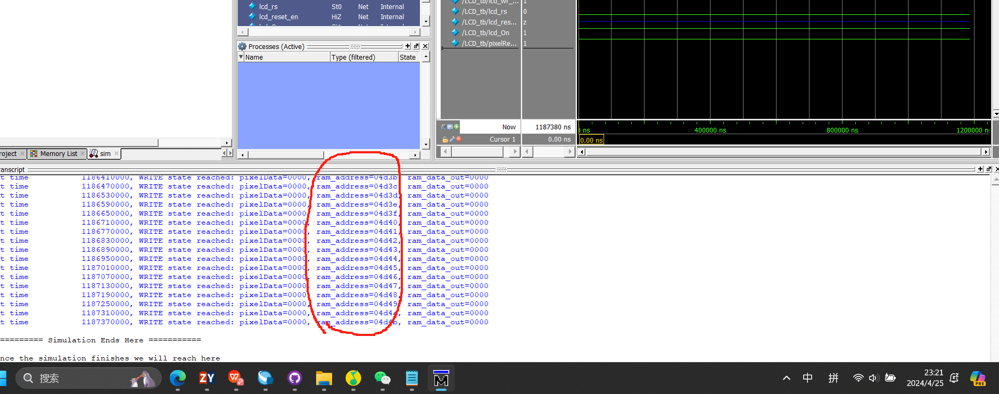 lcd_rs St0 Net Internal
lcd_reset_en HiZ Net Internal
/LCD_tb/lcd_wr_... 1
/LCD_tb/lcd_rs 0
/LCD_tb/lcd_res... z
/LCD_tb/lcd_On 1
/LCD_tb/pixelRe... 1
Processes (Active)
Name Type (filtered) State
Now 1187380 ns
Cursor 1 0.00 ns
ns 400000 ns 800000 ns 1200000
0.00 ns
roject Memory List sim
ranscript
t time 1186410000, WRITE state reached: pixelData=0000, ram_address=04d3b, ram_data_out=0000
t time 1186470000, WRITE state reached: pixelData=0000, ram_address=04d3c, ram_data_out=0000
t time 1186530000, WRITE state reached: pixelData=0000, ram_address=04d3d, ram_data_out=0000
t time 1186590000, WRITE state reached: pixelData=0000, ram_address=04d3e, ram_data_out=0000
t time 1186650000, WRITE state reached: pixelData=0000, ram_address=04d3f, ram_data_out=0000
t time 1186710000, WRITE state reached: pixelData=0000, ram_address=04d40, ram_data_out=0000
t time 1186770000, WRITE state reached: pixelData=0000, ram_address=04d41, ram_data_out=0000
t time 1186830000, WRITE state reached: pixelData=0000, ram_address=04d42, ram_data_out=0000
t time 1186890000, WRITE state reached: pixelData=0000, ram_address=04d43, ram_data_out=0000
t time 1186950000, WRITE state reached: pixelData=0000, ram_address=04d44, ram_data_out=0000
t time 1187010000, WRITE state reached: pixelData=0000, ram_address=04d45, ram_data_out=0000
t time 1187070000, WRITE state reached: pixelData=0000, ram_address=04d46, ram_data_out=0000
t time 1187130000, WRITE state reached: pixelData=0000, ram_address=04d47, ram_data_out=0000
t time 1187190000, WRITE state reached: pixelData=0000, ram_address=04d48, ram_data_out=0000
t time 1187250000, WRITE state reached: pixelData=0000, ram_address=04d49, ram_data_out=0000
t time 1187310000, WRITE state reached: pixelData=0000, ram_address=04d4a, ram_data_out=0000
t time 1187370000, WRITE state reached: pixelData=0000, ram_address=04d4b, ram_data_out=0000
========= Simulation Ends Here ===========
nce the simulation finishes we will reach here
搜索
ZY
中 拼
23:21
2024/4/25
PRE